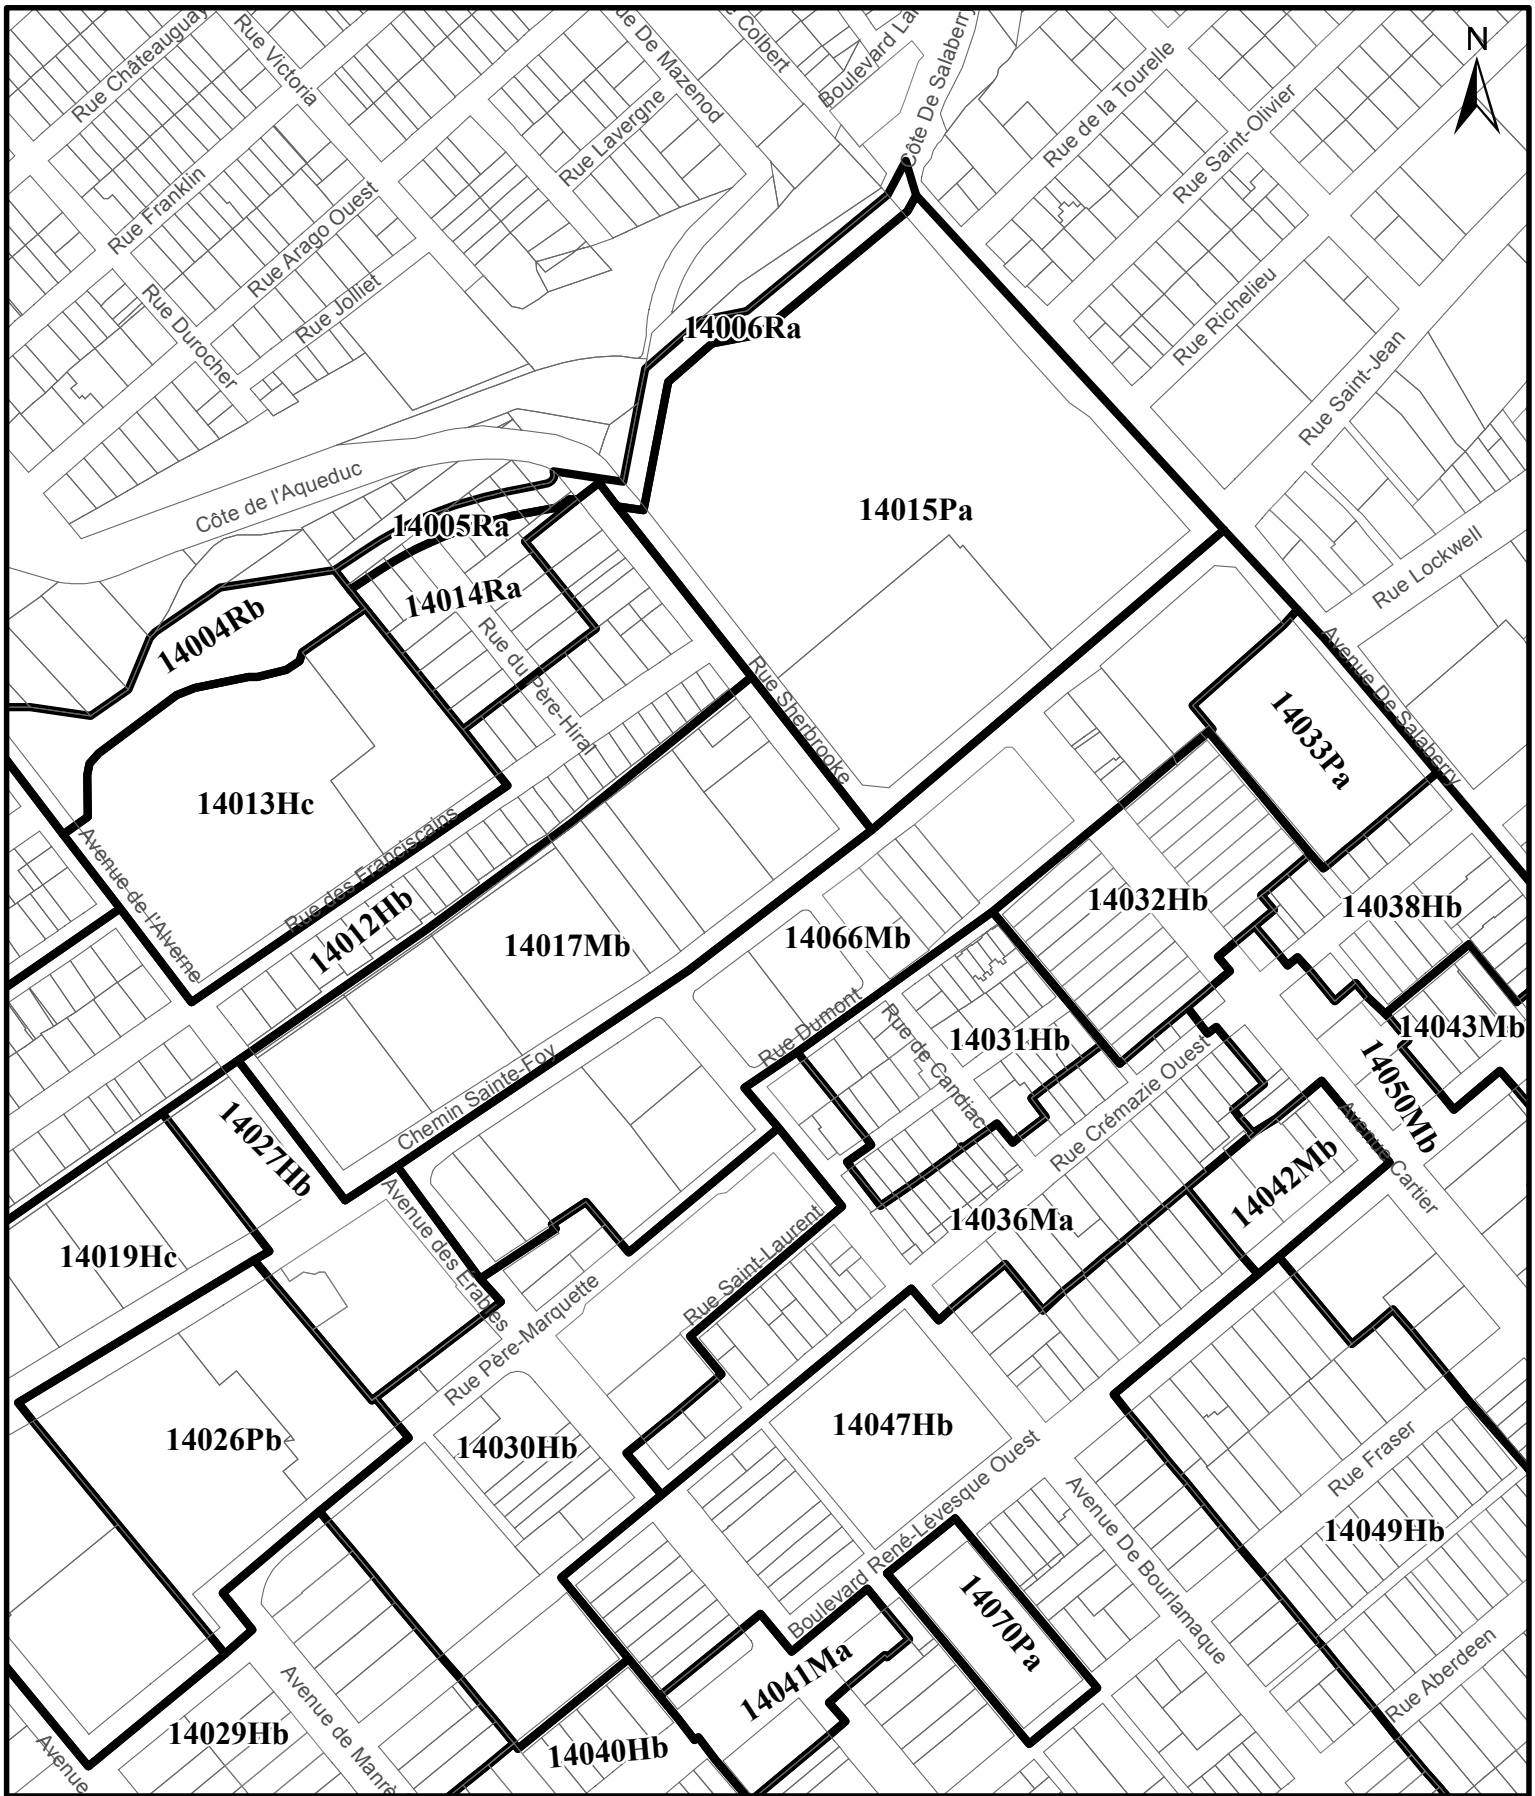 Rue Châteauguay
Rue Victoria
Rue De Mazenod
Colbert
Boulevard
Côte De Salaberry
N
Rue de la Tourelle
Rue Saint-Olivier
Rue Lavergne
Rue Franklin
Rue Arago Ouest
Rue Jolliet
Rue Durocher
14006Ra
Rue Richelieu
Rue Saint-Jean
Côte de l'Aqueduc
14005Ra
14015Pa
Rue Lockwell
14004Rb
14014Ra
Rue du Père-Hiral
Rue Sherbrooke
Avenue De Salaberry
14033Pa
14013Hc
Avenue de l'Alverne
Rue des Franciscains
14012Hb
14017Mb
14066Mb
14032Hb
14038Hb
Rue Dumont
Rue de Candiac
14031Hb
14043Mb
14050Mb
Chemin Sainte-Foy
Rue Crémazie Ouest
14027Hb
Avenue Cartier
14042Mb
Avenue des Érables
14036Ma
14019Hc
Rue Saint-Laurent
Rue Père-Marquette
14026Pb
14030Hb
14047Hb
Boulevard René-Lévesque Ouest
Rue Fraser
14049Hb
Avenue De Bourlamaque
14070Pa
14041Ma
Rue Aberdeen
Avenue
14029Hb
Avenue de Manrè
14040Hb